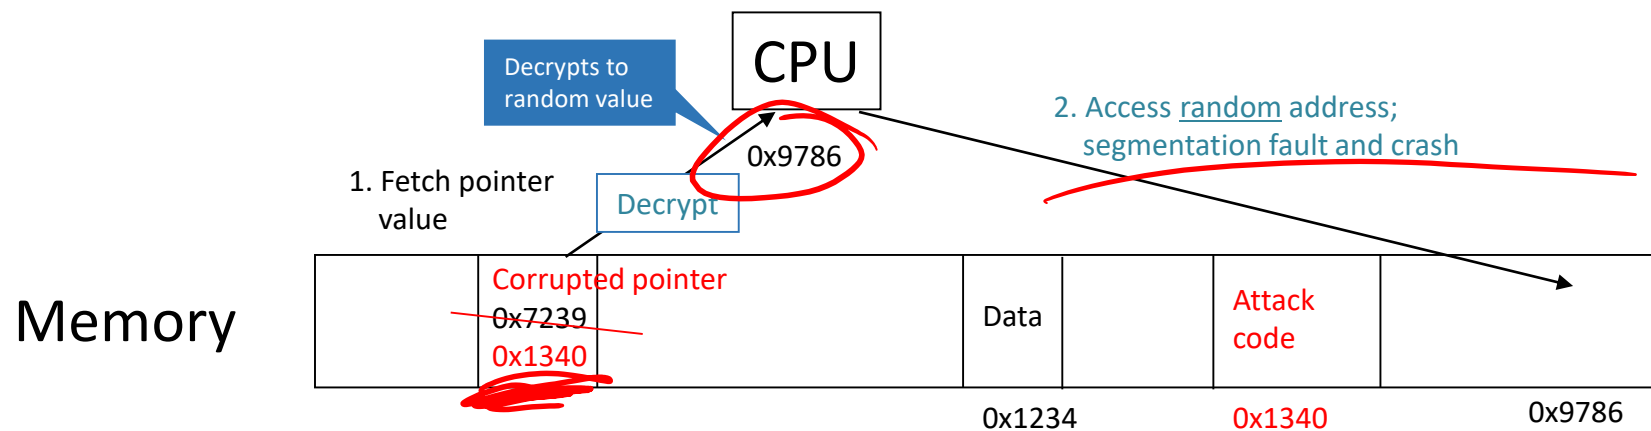 CPU
Decrypts to
random value
2. Access random address;
segmentation fault and crash
0x9786
1. Fetch pointer
value
Decrypt
Corrupted pointer
0x7239
0x1340
Memory
Data
Attack
code
0x1234
0x1340
0x9786